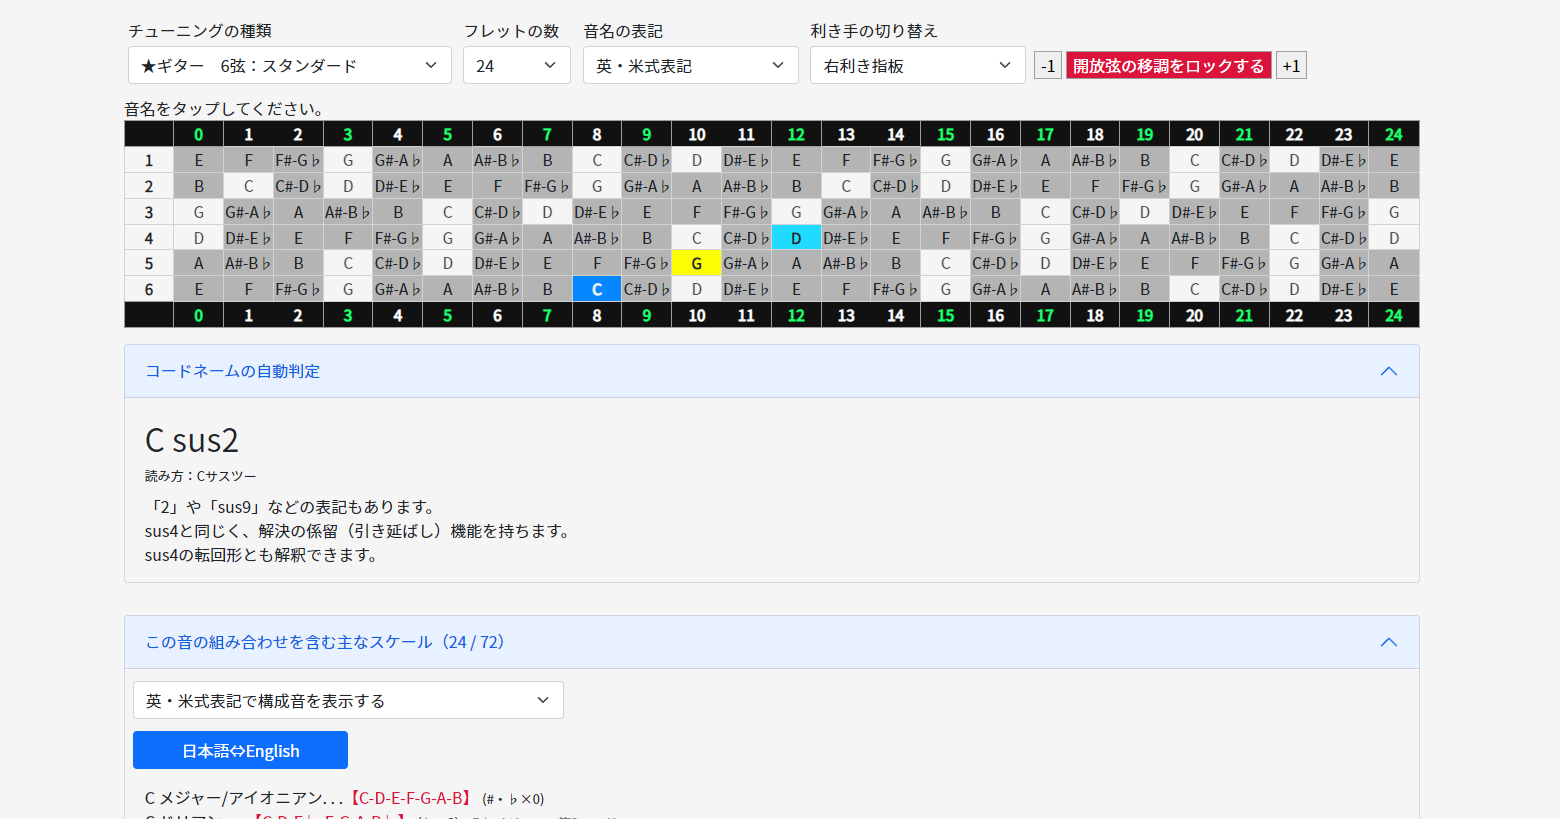 チューニングの種類 フレットの数 音名の表記 利き手の切り替え
★ギター　6弦：スタンダード 24 英・米式表記 右利き指板 -1 開放弦の移調をロックする +1
音名をタップしてください。
0 1 2 3 4 5 6 7 8 9 10 11 12 13 14 15 16 17 18 19 20 21 22 23 24
1 E F F#-G♭ G G#-A♭ A A#-B♭ B C C#-D♭ D D#-E♭ E F F#-G♭ G G#-A♭ A A#-B♭ B C C#-D♭ D D#-E♭ E
2 B C C#-D♭ D D#-E♭ E F F#-G♭ G G#-A♭ A A#-B♭ B C C#-D♭ D D#-E♭ E F F#-G♭ G G#-A♭ A A#-B♭ B
3 G G#-A♭ A A#-B♭ B C C#-D♭ D D#-E♭ E F F#-G♭ G G#-A♭ A A#-B♭ B C C#-D♭ D D#-E♭ E F F#-G♭ G
4 D D#-E♭ E F F#-G♭ G G#-A♭ A A#-B♭ B C C#-D♭ D D#-E♭ E F F#-G♭ G G#-A♭ A A#-B♭ B C C#-D♭ D
5 A A#-B♭ B C C#-D♭ D D#-E♭ E F F#-G♭ G G#-A♭ A A#-B♭ B C C#-D♭ D D#-E♭ E F F#-G♭ G G#-A♭ A
6 E F F#-G♭ G G#-A♭ A A#-B♭ B C C#-D♭ D D#-E♭ E F F#-G♭ G G#-A♭ A A#-B♭ B C C#-D♭ D D#-E♭ E
0 1 2 3 4 5 6 7 8 9 10 11 12 13 14 15 16 17 18 19 20 21 22 23 24
コードネームの自動判定
C sus2
読み方：Cサスツー
「2」や「sus9」などの表記もあります。
sus4と同じく、解決の係留（引き延ばし）機能を持ちます。
sus4の転回形とも解釈できます。
この音の組み合わせを含む主なスケール（24 / 72）
英・米式表記で構成音を表示する
日本語⇔English
C メジャー/アイオニアン...【C-D-E-F-G-A-B】 (#・♭×0)